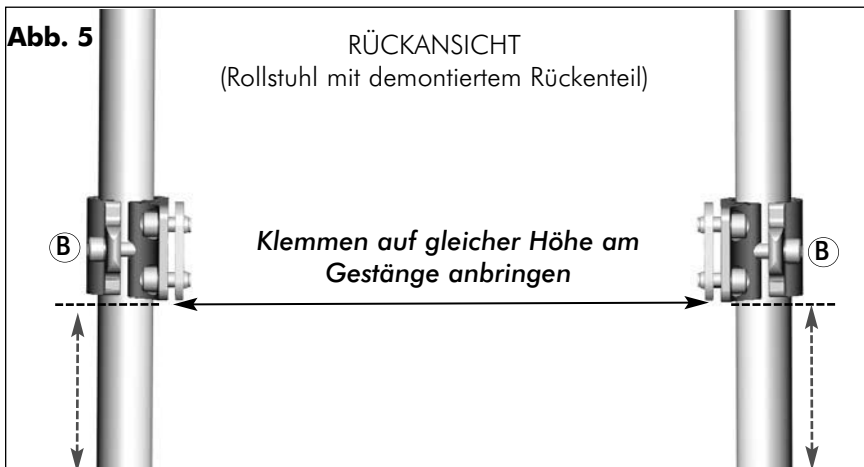 Abb. 5
RÜCKANSICHT
(Rollstuhl mit demontiertem Rückenteil)
B
Klemmen auf gleicher Höhe am
Gestänge anbringen
B